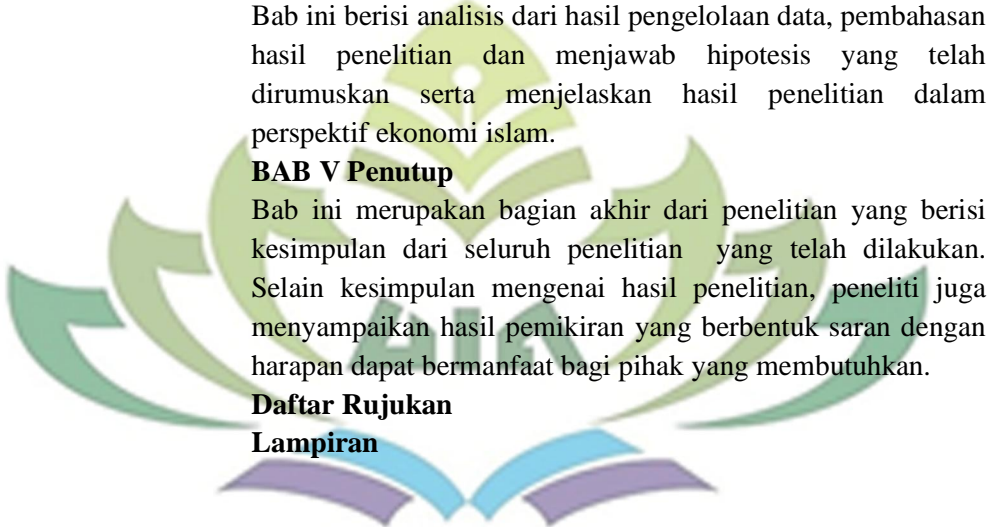 Bab ini berisi analisis dari hasil pengelolaan data, pembahasan
hasil penelitian dan menjawab hipotesis yang telah
dirumuskan serta menjelaskan hasil penelitian dalam
perspektif ekonomi islam.
BAB V Penutup
Bab ini merupakan bagian akhir dari penelitian yang berisi
kesimpulan dari seluruh penelitian yang telah dilakukan.
Selain kesimpulan mengenai hasil penelitian, peneliti juga
menyampaikan hasil pemikiran yang berbentuk saran dengan
harapan dapat bermanfaat bagi pihak yang membutuhkan.
Daftar Rujukan
Lampiran